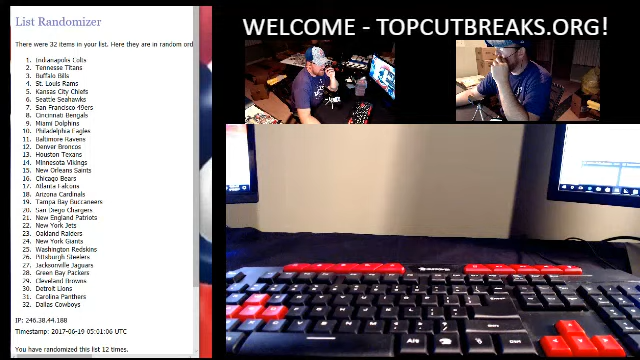 List Randomizer
WELCOME - TOPCUTBREAKS.ORG!
There were 32 items in your list. Here they are in random ord
1. Indianapolis Colts
2. Tennesse Titans
3. Buffalo Bills
4. St. Louis Rams
5. Kansas City Chiefs
6. Seattle Seahawks
7. San Francisco 49ers
8. Cincinnati Bengals
9. Miami Dolphins
10. Philadelphia Eagles
11. Baltimore Ravens
12. Denver Broncos
13. Houston Texans
14. Minnesota Vikings
15. New Orleans Saints
16. Chicago Bears
17. Atlanta Falcons
18. Arizona Cardinals
19. Tampa Bay Buccaneers
20. San Diego Chargers
21. New England Patriots
22. New York Jets
23. Oakland Raiders
24. New York Giants
25. Washington Redskins
26. Pittsburgh Steelers
27. Jacksonville Jaguars
28. Green Bay Packers
29. Cleveland Browns
30. Detroit Lions
31. Carolina Panthers
32. Dallas Cowboys
IP: 246.38.44.188
Timestamp: 2017-06-19 05:01:06 UTC
You have randomized this list 12 times.